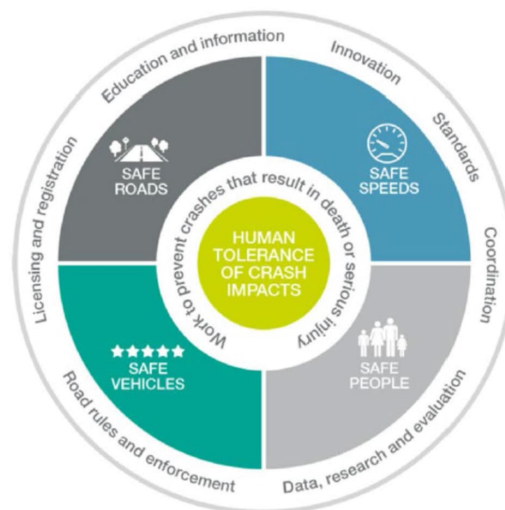 Education and information
Innovation
Standards
Coordination
Data, research and evaluation
Road rules and enforcement
Licensing and registration
SAFE
ROADS
SAFE
SPEEDS
SAFE
VEHICLES
SAFE
PEOPLE
Work to prevent crashes that result in death or serious injury
HUMAN
TOLERANCE
OF CRASH
IMPACTS